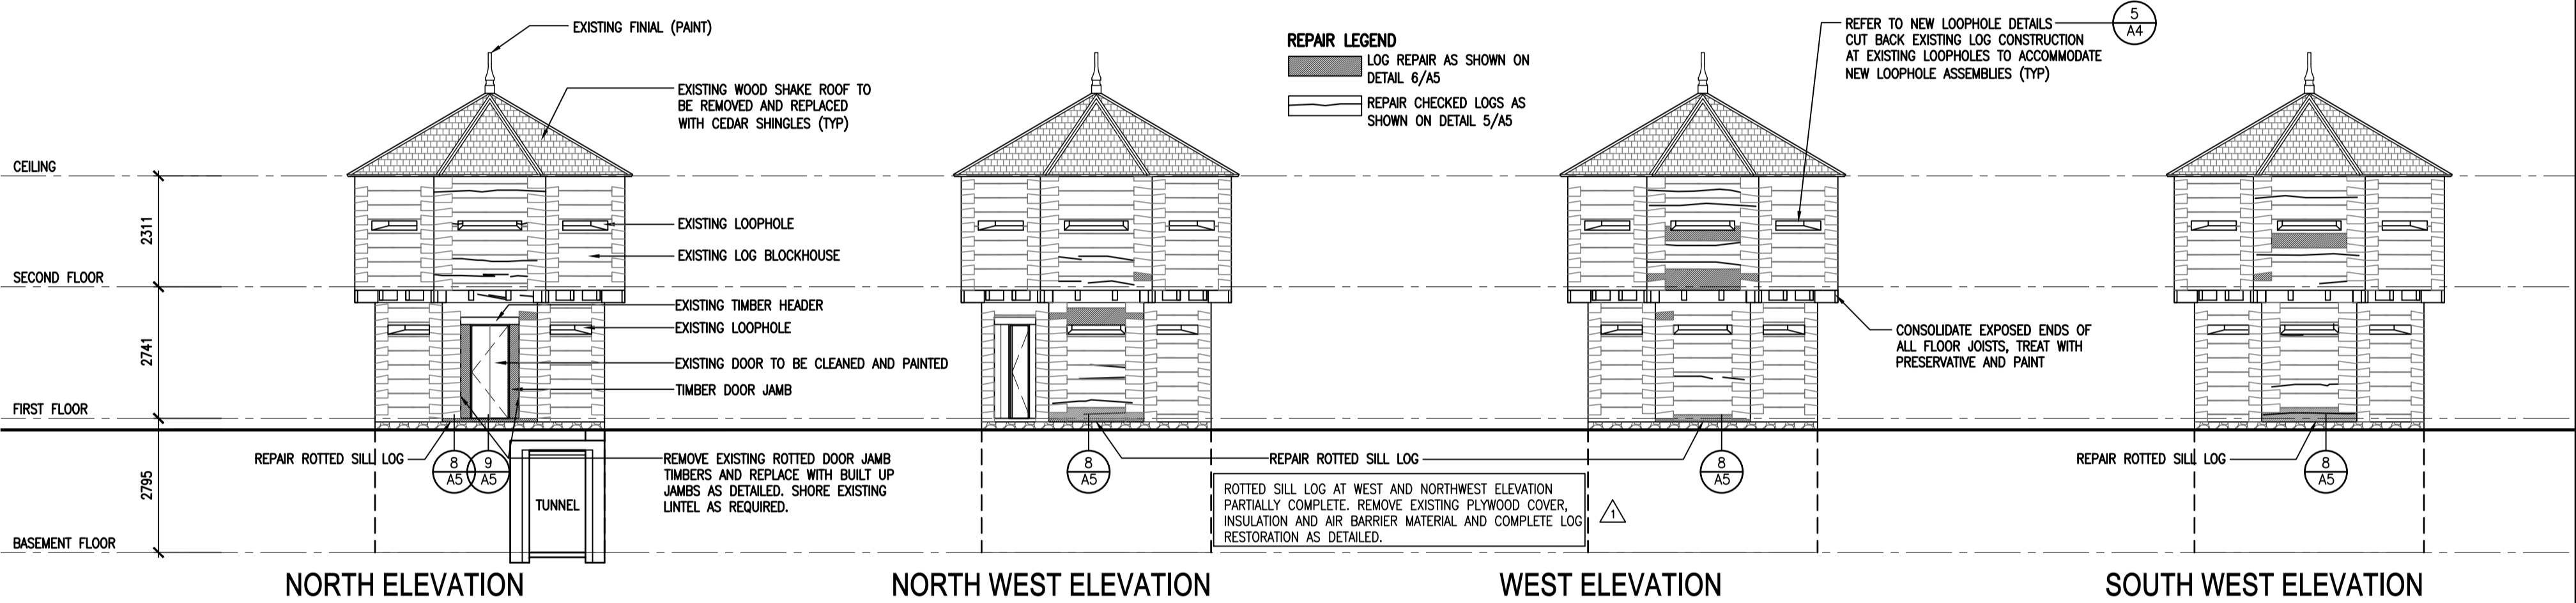 EXISTING FINIAL (PAINT)
EXISTING WOOD SHAKE ROOF TO
BE REMOVED AND REPLACED
WITH CEDAR SHINGLES (TYP)
REPAIR LEGEND
LOG REPAIR AS SHOWN ON
DETAIL 6/A5
REPAIR CHECKED LOGS AS
SHOWN ON DETAIL 5/A5
REFER TO NEW LOOPHOLE DETAILS
CUT BACK EXISTING LOG CONSTRUCTION
AT EXISTING LOOPHOLES TO ACCOMMODATE
NEW LOOPHOLE ASSEMBLIES (TYP)
5
A4
CEILING
2311
SECOND FLOOR
2741
FIRST FLOOR
2795
BASEMENT FLOOR
EXISTING LOOPHOLE
EXISTING LOG BLOCKHOUSE
EXISTING TIMBER HEADER
EXISTING LOOPHOLE
EXISTING DOOR TO BE CLEANED AND PAINTED
TIMBER DOOR JAMB
CONSOLIDATE EXPOSED ENDS OF
ALL FLOOR JOISTS, TREAT WITH
PRESERVATIVE AND PAINT
REPAIR ROTTED SILL LOG
8
A5
9
A5
TUNNEL
REMOVE EXISTING ROTTED DOOR JAMB
TIMBERS AND REPLACE WITH BUILT UP
JAMBS AS DETAILED. SHORE EXISTING
LINTEL AS REQUIRED.
8
A5
REPAIR ROTTED SILL LOG
ROTTED SILL LOG AT WEST AND NORTHWEST ELEVATION
PARTIALLY COMPLETE. REMOVE EXISTING PLYWOOD COVER,
INSULATION AND AIR BARRIER MATERIAL AND COMPLETE LOG
RESTORATION AS DETAILED.
1
8
A5
REPAIR ROTTED SILL LOG
8
A5
NORTH ELEVATION
NORTH WEST ELEVATION
WEST ELEVATION
SOUTH WEST ELEVATION